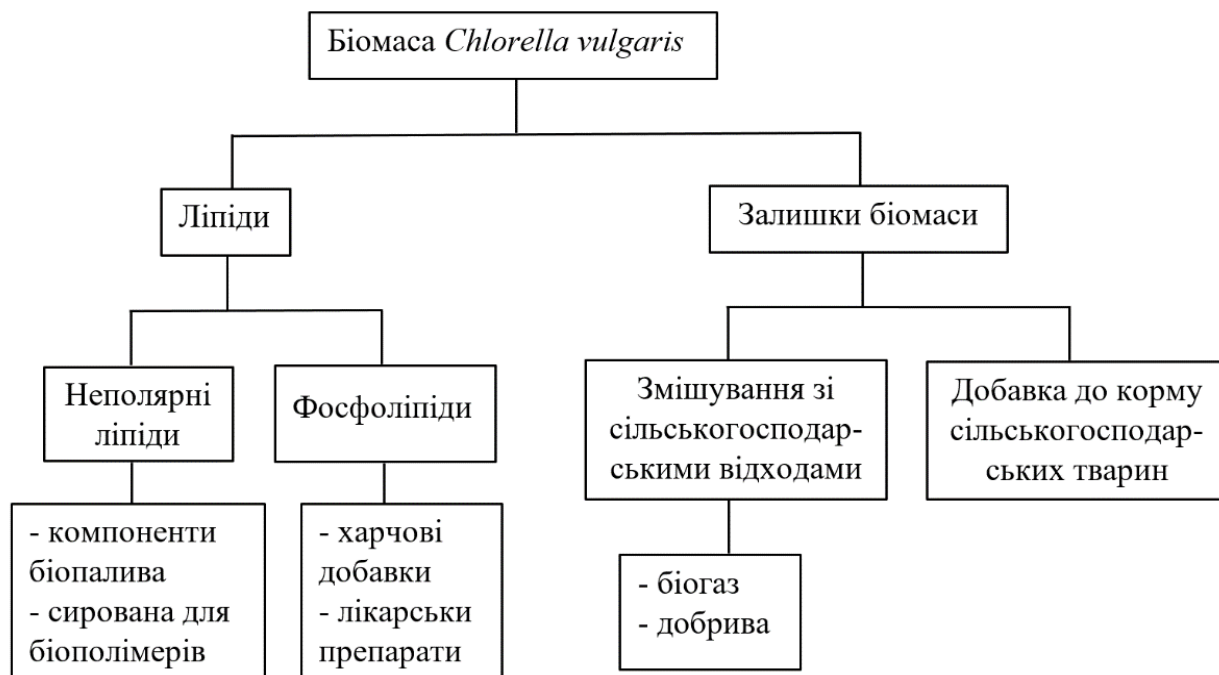 Біомаса Chlorella vulgaris
Ліпіди
Залишки біомаси
Неполярні
ліпіди
Фосфоліпіди
Змішування зі
сільськогосподар-
ськими відходами
Добавка до корму
сільськогосподар-
ських тварин
- компоненти
біопалива
- сирована для
біополімерів
- харчові
добавки
- лікарськи
препарати
- біогаз
- добрива